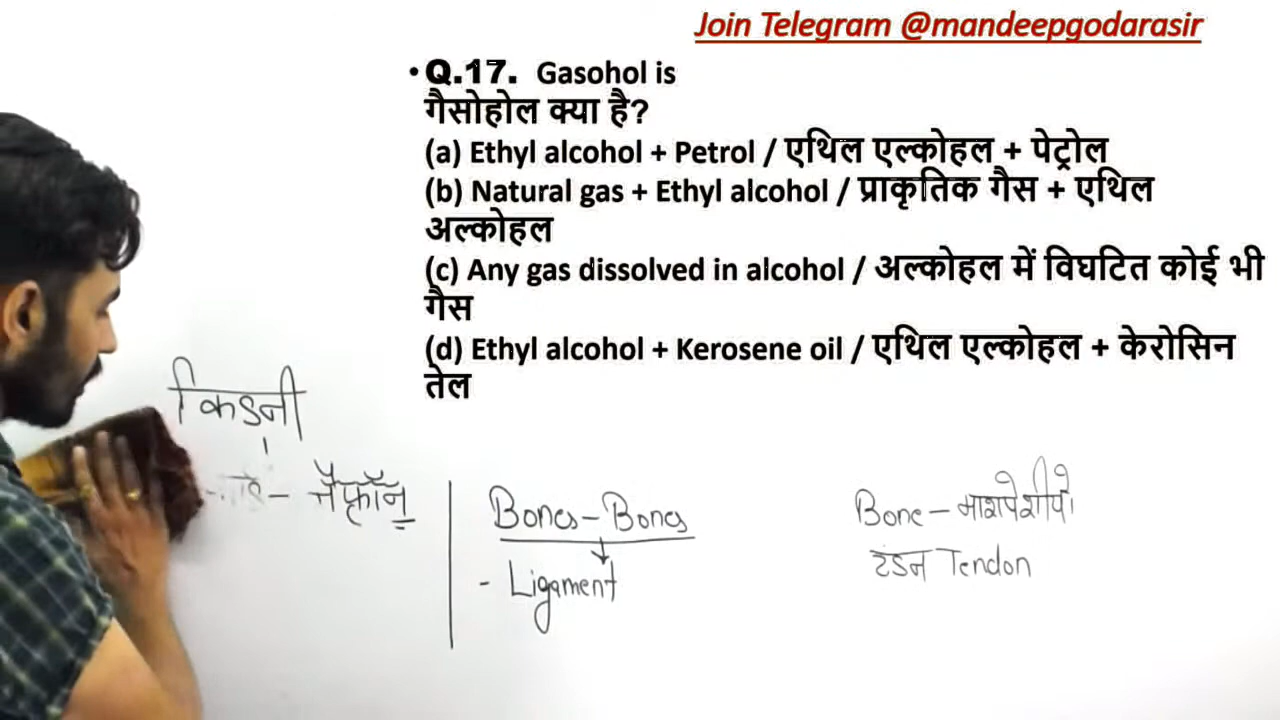 Join Telegram @mandeepgodarasir
• Q.17. Gasohol is
गैसोहोल क्या है?
(a) Ethyl alcohol + Petrol / एथिल एल्कोहल + पेट्रोल
(b) Natural gas + Ethyl alcohol / प्राकृतिक गैस + एथिल
अल्कोहल
(c) Any gas dissolved in alcohol / अल्कोहल में विघटित कोई भी
गैस
(d) Ethyl alcohol + Kerosene oil / एथिल एल्कोहल + केरोसिन
तेल
किडनी
- नैफ्रॉन
Bones - Bones
- Ligament
Bone - माशपेशीयो
टंडन Tendon